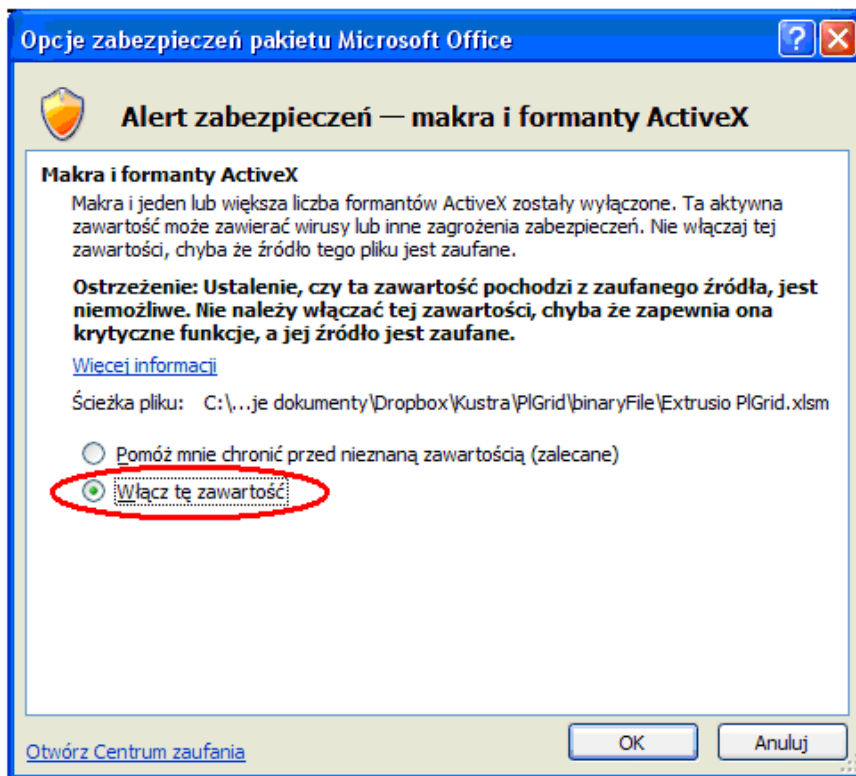 Opcje zabezpieczeń pakietu Microsoft Office
Alert zabezpieczeń — makra i formanty ActiveX
Makra i formanty ActiveX
Makra i jeden lub większa liczba formantów ActiveX zostały wyłączone. Ta aktywna
zawartość może zawierać wirusy lub inne zagrożenia zabezpieczeń. Nie włączaj tej
zawartości, chyba że źródło tego pliku jest zaufane.
Ostrzeżenie: Ustalenie, czy ta zawartość pochodzi z zaufanego źródła, jest
niemożliwe. Nie należy włączać tej zawartości, chyba że zapewnia ona
krytyczne funkcje, a jej źródło jest zaufane.
Więcej informacji
Ścieżka pliku: C:\...je dokumenty\Dropbox\Kustra\PlGrid\binaryFile\Extrusio PlGrid.xlsm
Pomóż mnie chronić przed nieznaną zawartością (zalecane)
Włącz tę zawartość
Otwórz Centrum zaufania
OK
Anuluj